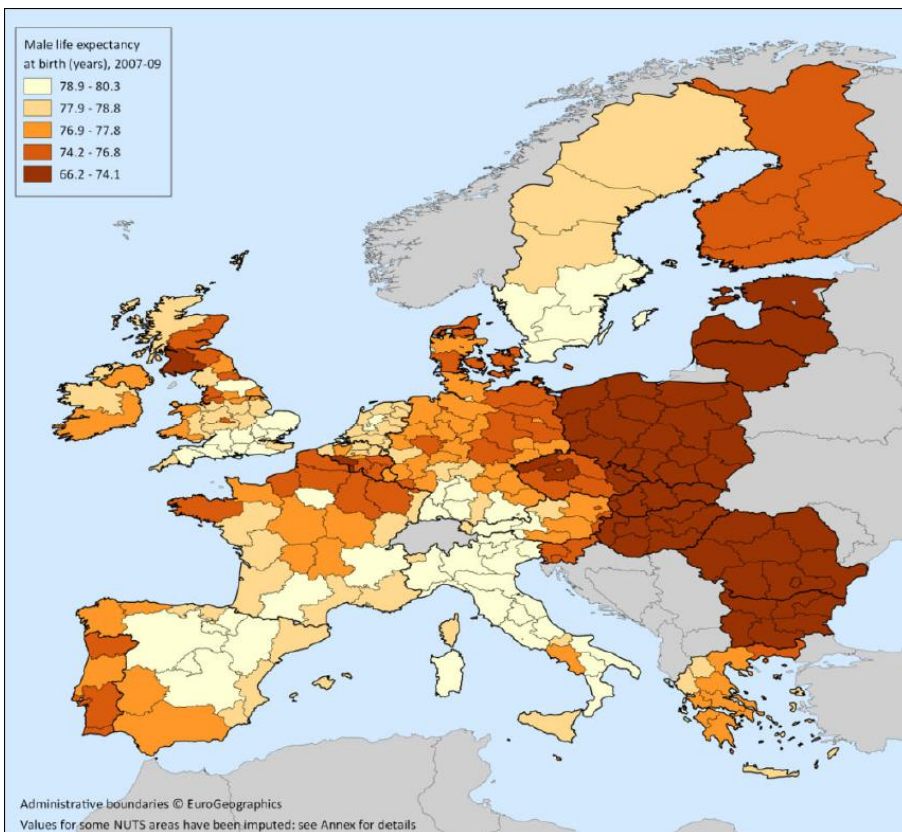 Male life expectancy
at birth (years), 2007-09
78.9 - 80.3
77.9 - 78.8
76.9 - 77.8
74.2 - 76.8
66.2 - 74.1
Administrative boundaries © EuroGeographics
Values for some NUTS areas have been imputed: see Annex for details